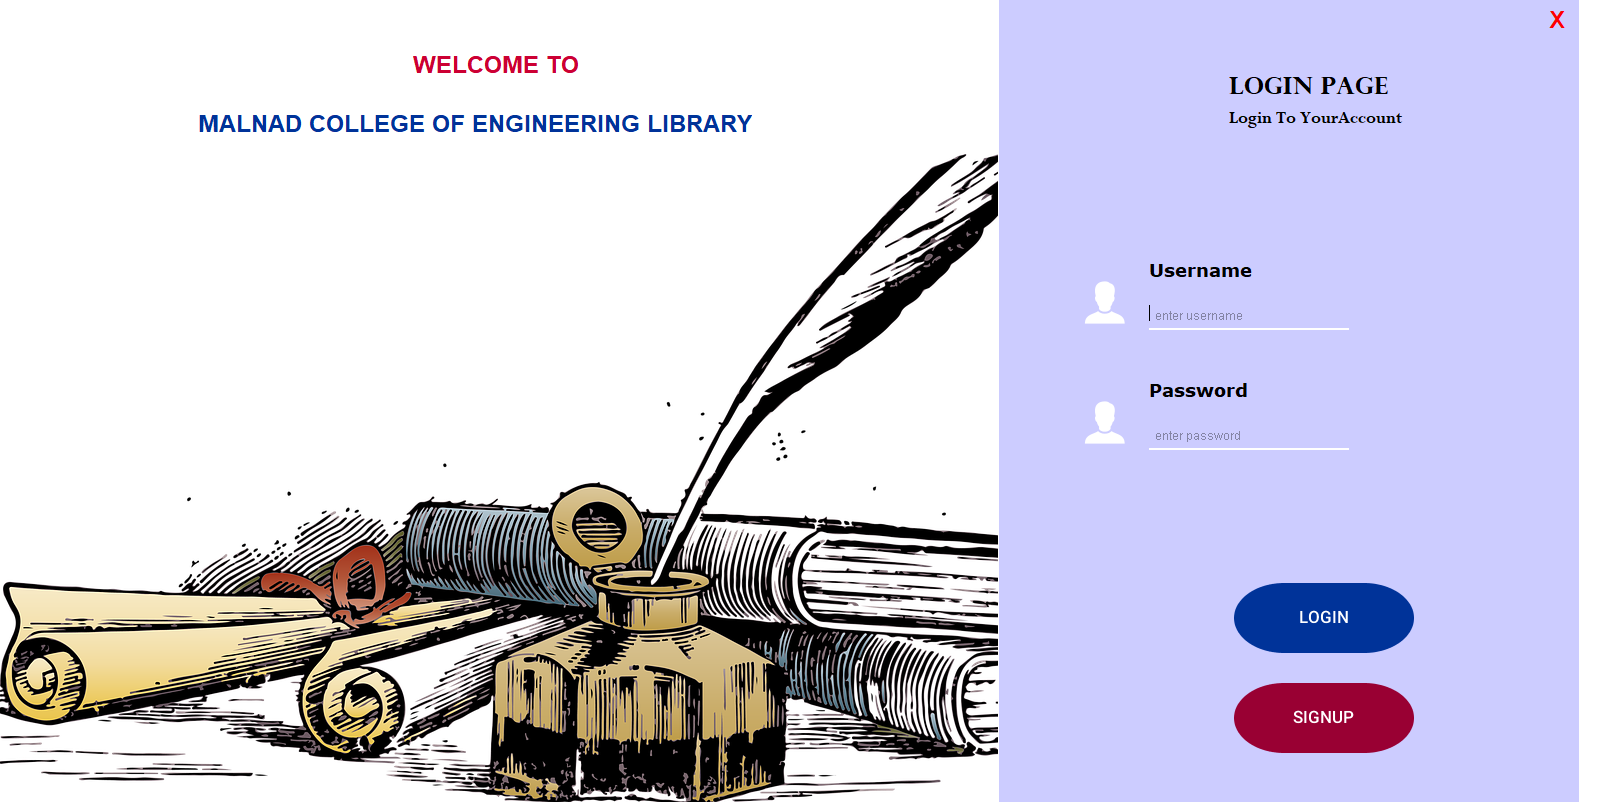 WELCOME TO
MALNAD COLLEGE OF ENGINEERING LIBRARY
X
LOGIN PAGE
Login To YourAccount
Username
enter username
Password
enter password
LOGIN
SIGNUP